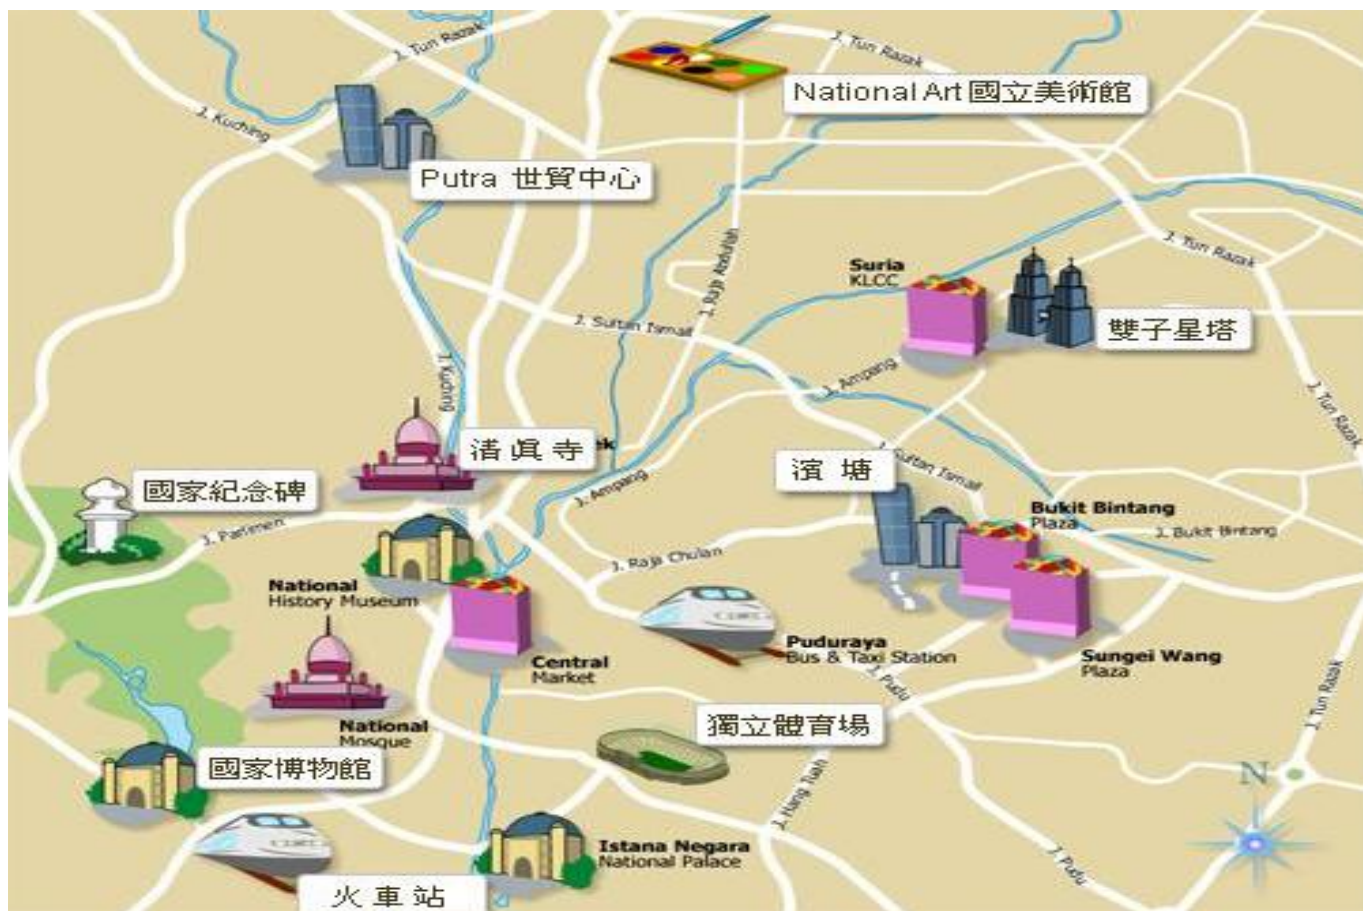 J. Tun Razak
J. Tun Razak
National Art 國立美術館
J. Kuching
Putra 世貿中心
J. Raja Abdullah
J. Tun Razak
Suria
KLCC
J. Sultan Ismail
雙子星塔
J. Kuching
J. Ampang
J. Tun Razak
清真寺
ek
濱塘
J. Sultan Ismail
國家紀念碑
J. Ampang
Bukit Bintang
Plaza
J. Parlimen
J. Bukit Bintang
J. Raja Chulan
National
History Museum
Puduraya
Bus & Taxi Station
Central
Market
Sungei Wang
Plaza
J. Pudu
J. Tun Razak
National
Mosque
獨立體育場
國家博物館
N
J. Hang Tuah
Istana Negara
National Palace
J. Pudu
火車站